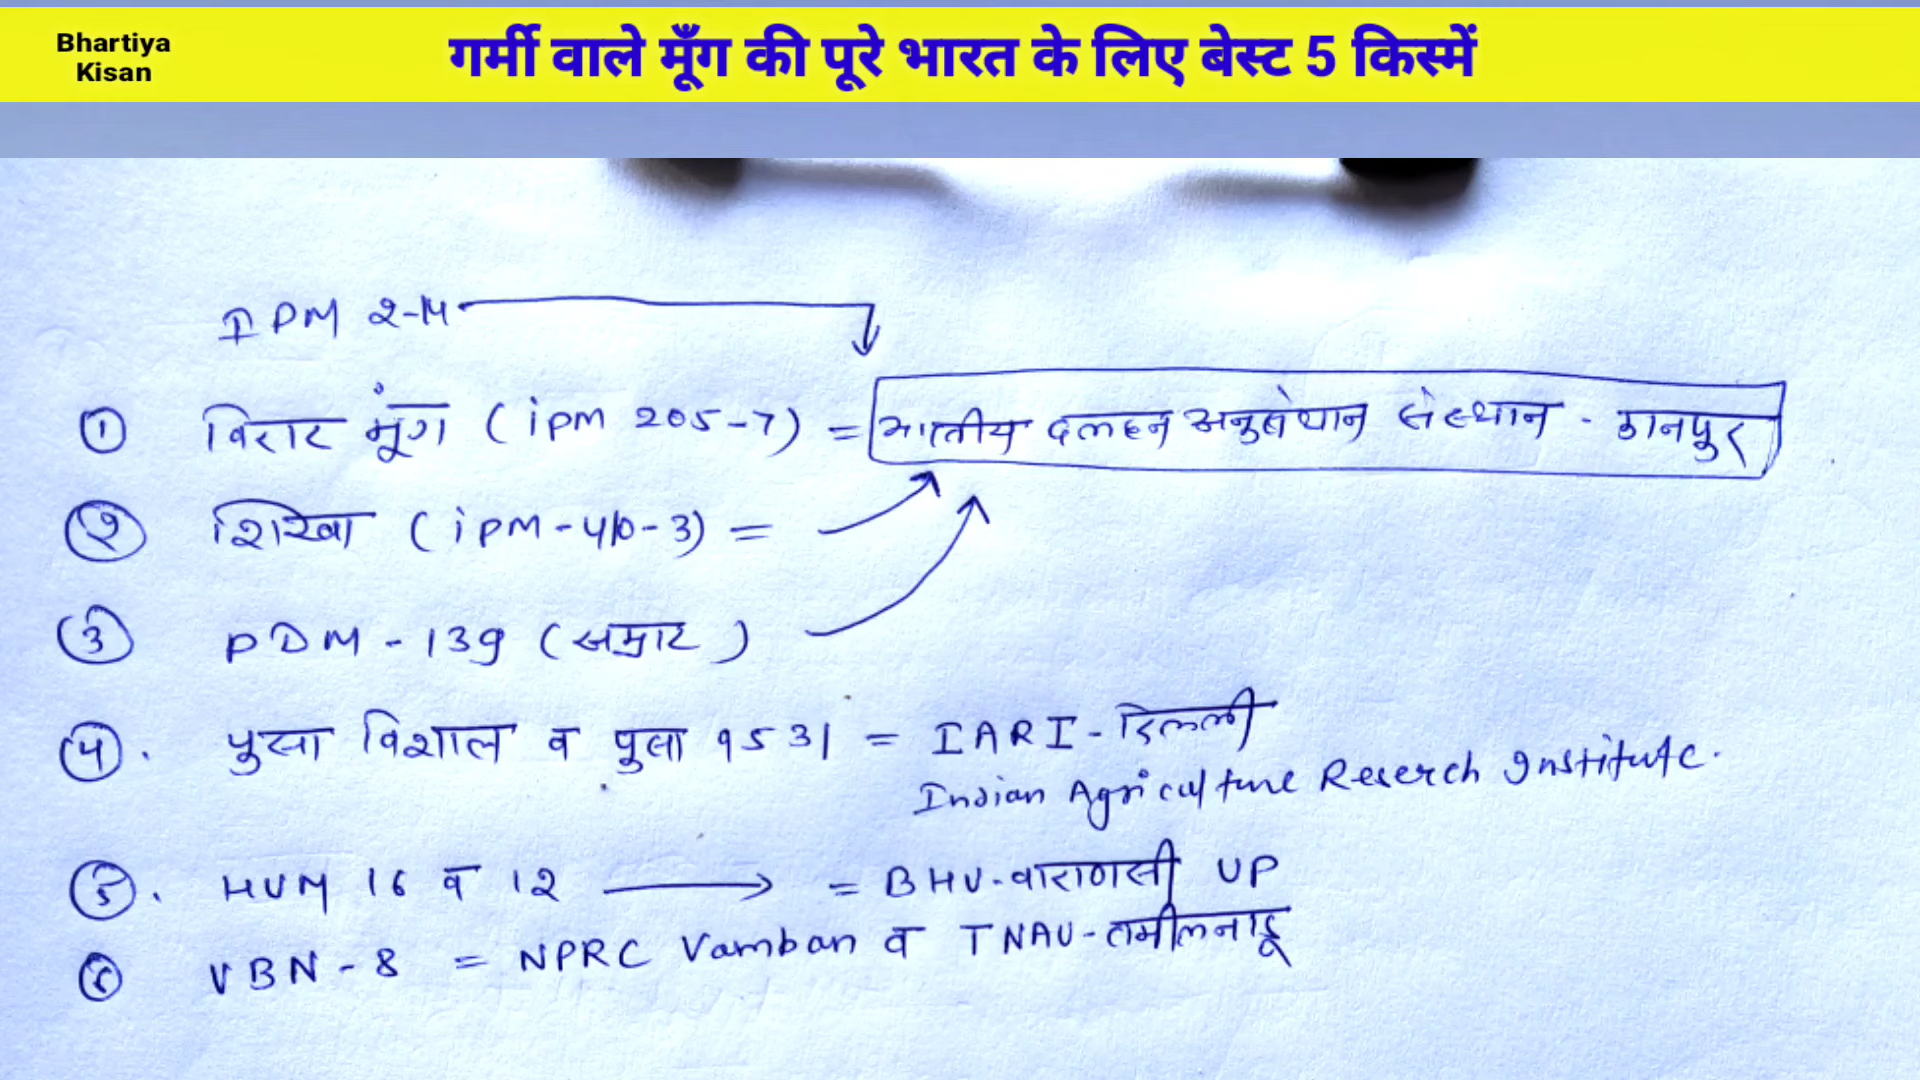 Bhartiya
Kisan
गर्मी वाले मूँग की पूरे भारत के लिए बेस्ट 5 किस्में
IPM 2-14
① विराट मूंग (ipm 205-7) = भारतीय दलहन अनुसंधान संस्थान - कानपुर
② शिखा (ipm-410-3) =
③ PDM - 139 (सम्राट)
④. पुसा विशाल व पुसा 9531 = IARI-दिल्ली
Indian Agriculture Reserch Institute.
⑤. HUM 16 व 12 ⟶ = BHU-वाराणसी UP
⑥ VBN-8 = NPRC Vamban व TNAU-तमीलनाडू